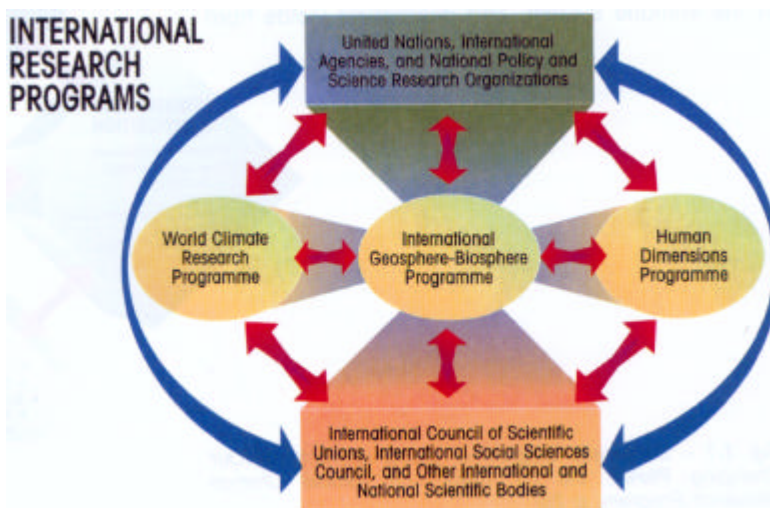 INTERNATIONAL
RESEARCH
PROGRAMS
United Nations, International
Agencies, and National Policy and
Science Research Organizations
World Climate
Research
Programme
International
Geosphere-Biosphere
Programme
Human
Dimensions
Programme
International Council of Scientific
Unions, International Social Sciences
Council, and Other International and
National Scientific Bodies